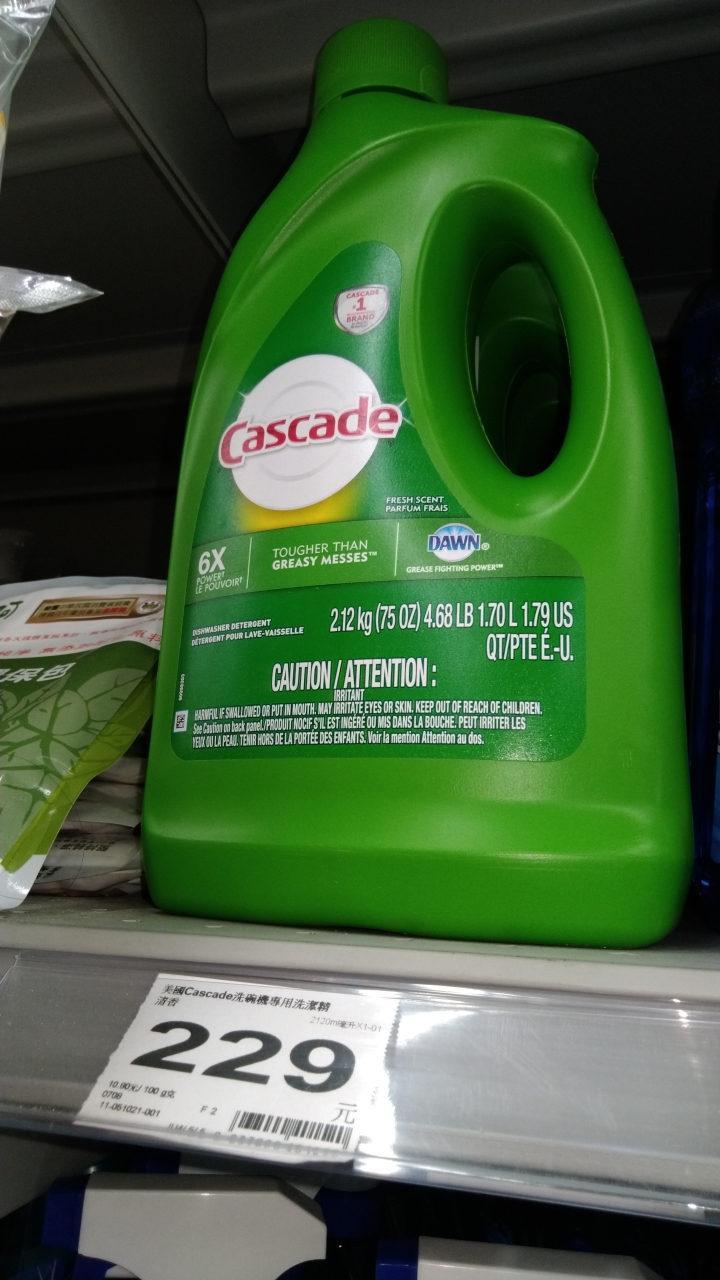 CASCADE
#1
BRAND
Cascade
FRESH SCENT
PARFUM FRAIS
6X
POWER†
LE POUVOIR†
TOUGHER THAN
GREASY MESSES™
DAWN®
GREASE FIGHTING POWER™
DISHWASHER DETERGENT
DÉTERGENT POUR LAVE-VAISSELLE
2.12 kg (75 OZ) 4.68 LB 1.70 L 1.79 US
QT/PTE É.-U.
CAUTION / ATTENTION :
IRRITANT
HARMFUL IF SWALLOWED OR PUT IN MOUTH. MAY IRRITATE EYES OR SKIN. KEEP OUT OF REACH OF CHILDREN.
See Caution on back panel./PRODUIT NOCIF S'IL EST INGÉRÉ OU MIS DANS LA BOUCHE. PEUT IRRITER LES
YEUX OU LA PEAU. TENIR HORS DE LA PORTÉE DES ENFANTS. Voir la mention Attention au dos.
美國Cascade洗碗機專用洗潔精
清香
2120ml毫升X1-01
229
元
10.80元/ 100 g克
0709
11-051021-001
F 2